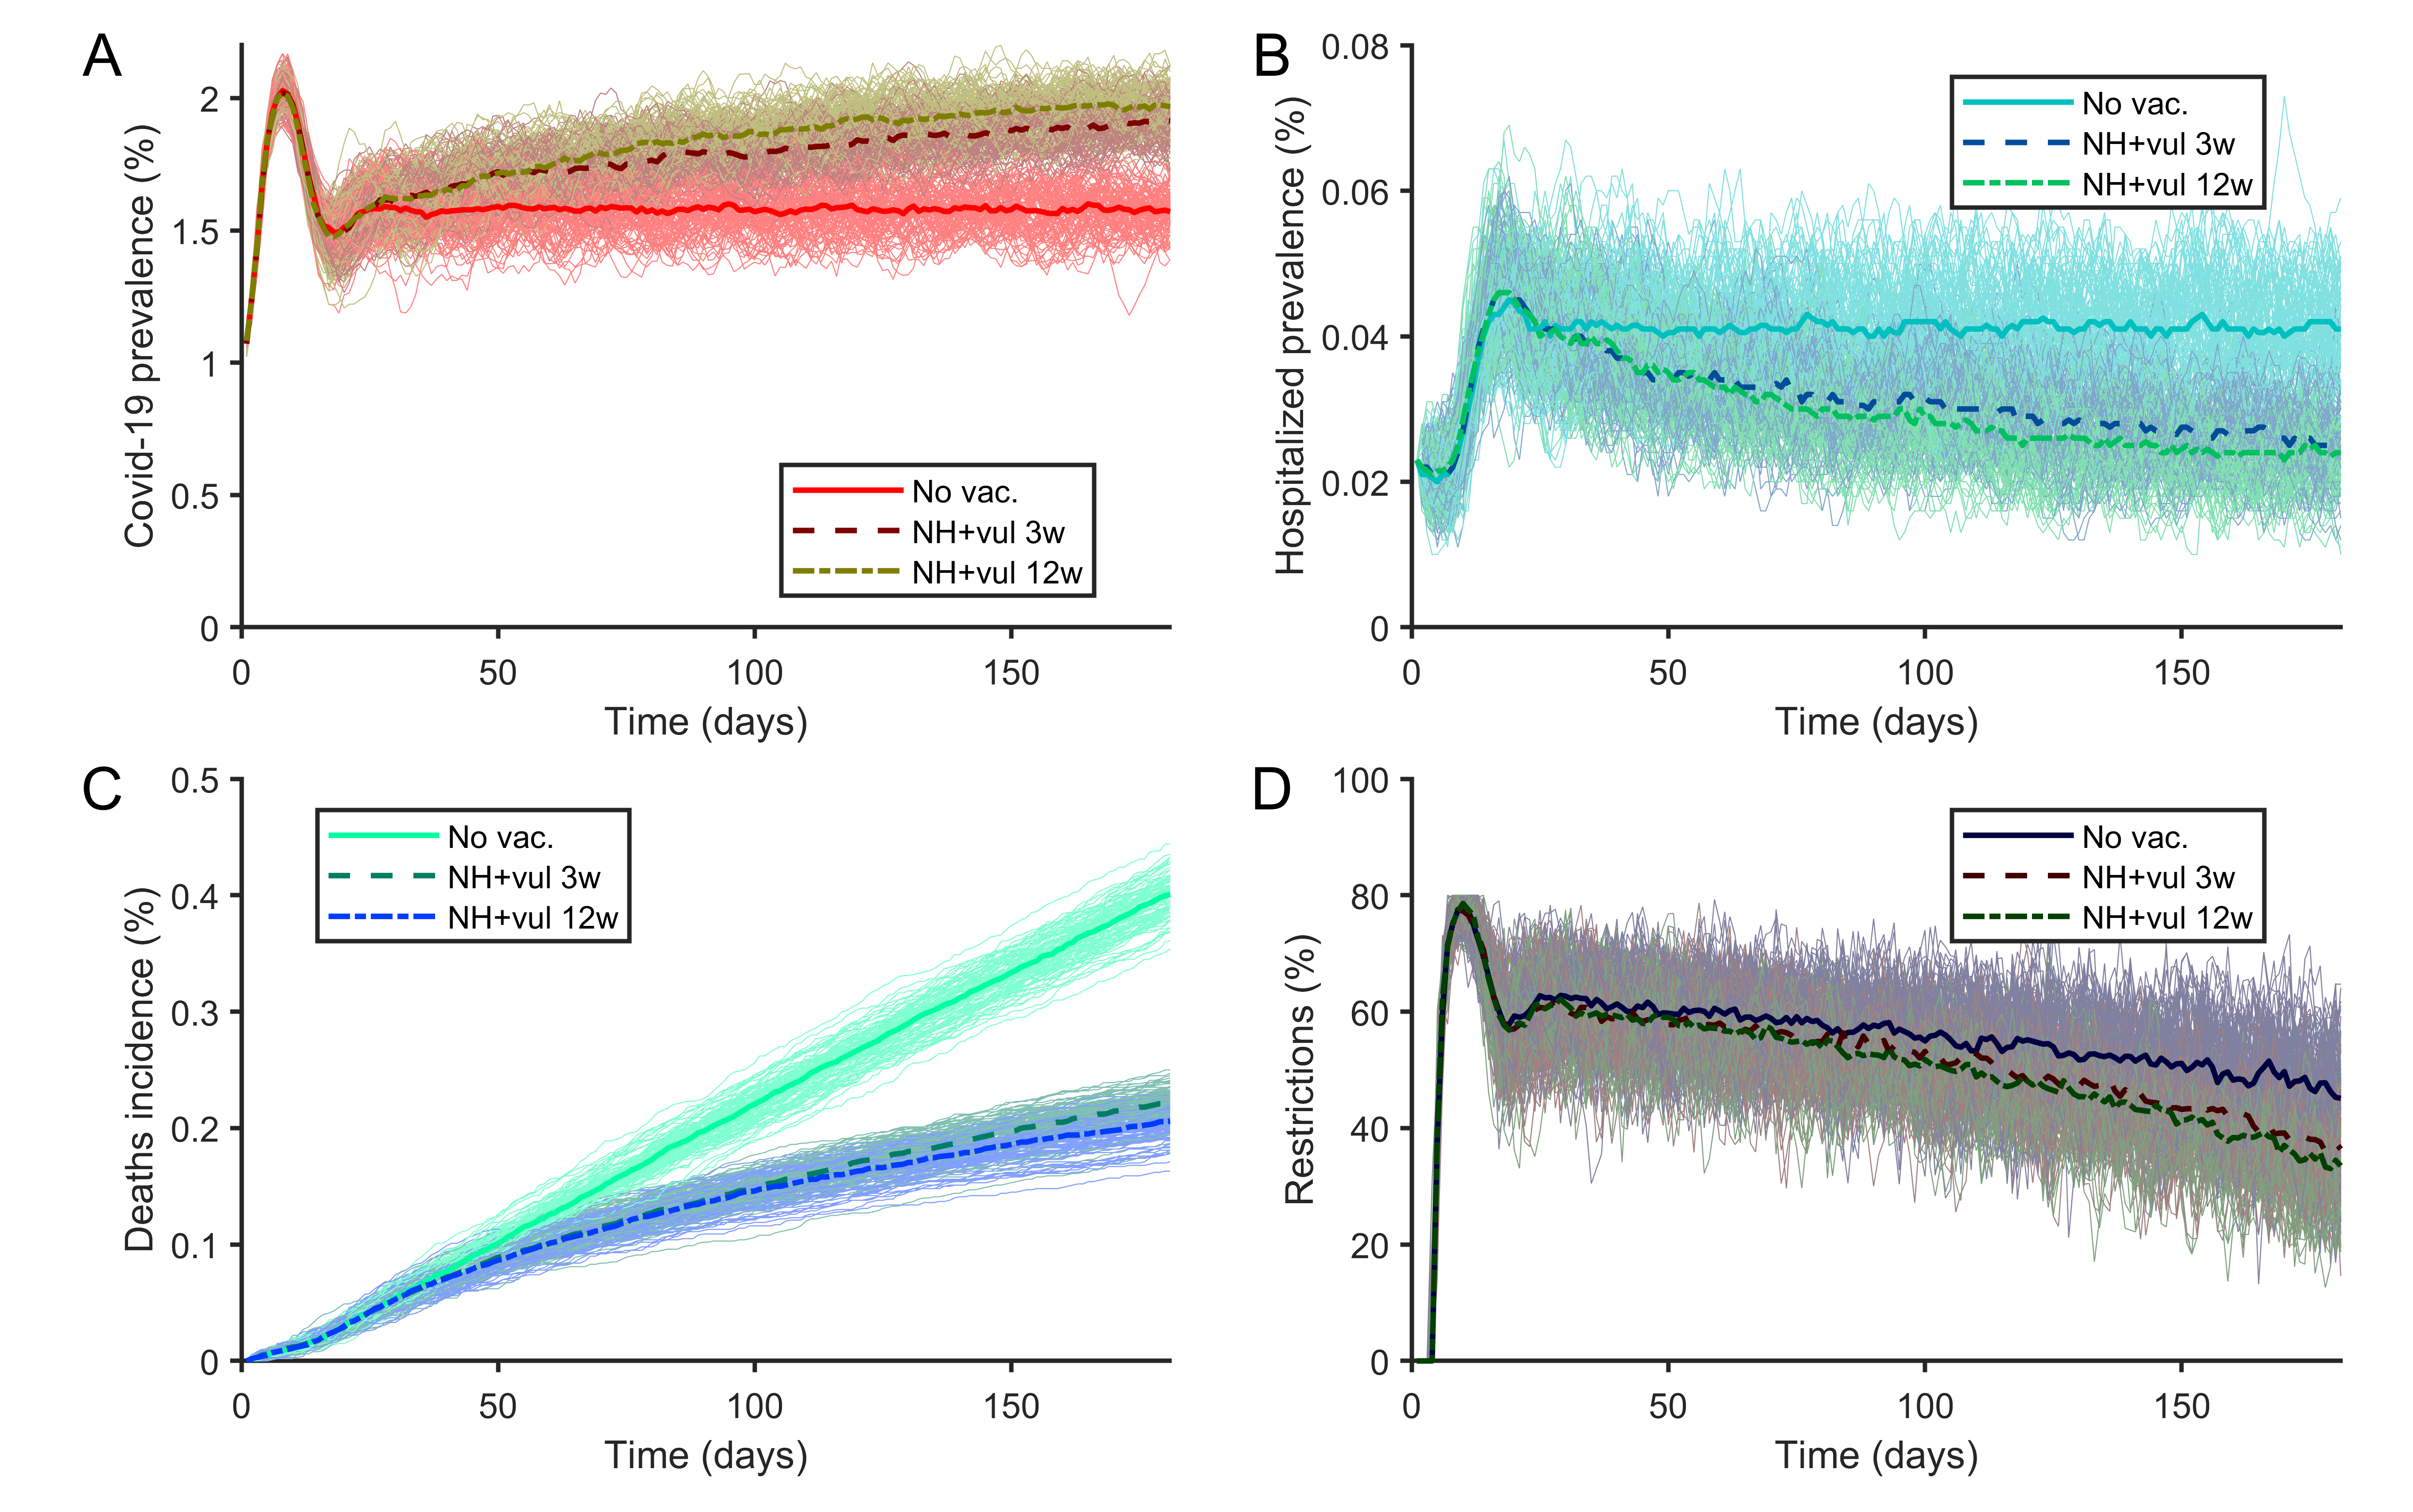 A
Covid-19 prevalence (%)
2
1.5
1
0.5
0
0 50 100 150
Time (days)
No vac.
NH+vul 3w
NH+vul 12w
B
Hospitalized prevalence (%)
0.08
0.06
0.04
0.02
0
0 50 100 150
Time (days)
No vac.
NH+vul 3w
NH+vul 12w
C
Deaths incidence (%)
0.5
0.4
0.3
0.2
0.1
0
0 50 100 150
Time (days)
No vac.
NH+vul 3w
NH+vul 12w
D
Restrictions (%)
100
80
60
40
20
0
0 50 100 150
Time (days)
No vac.
NH+vul 3w
NH+vul 12w